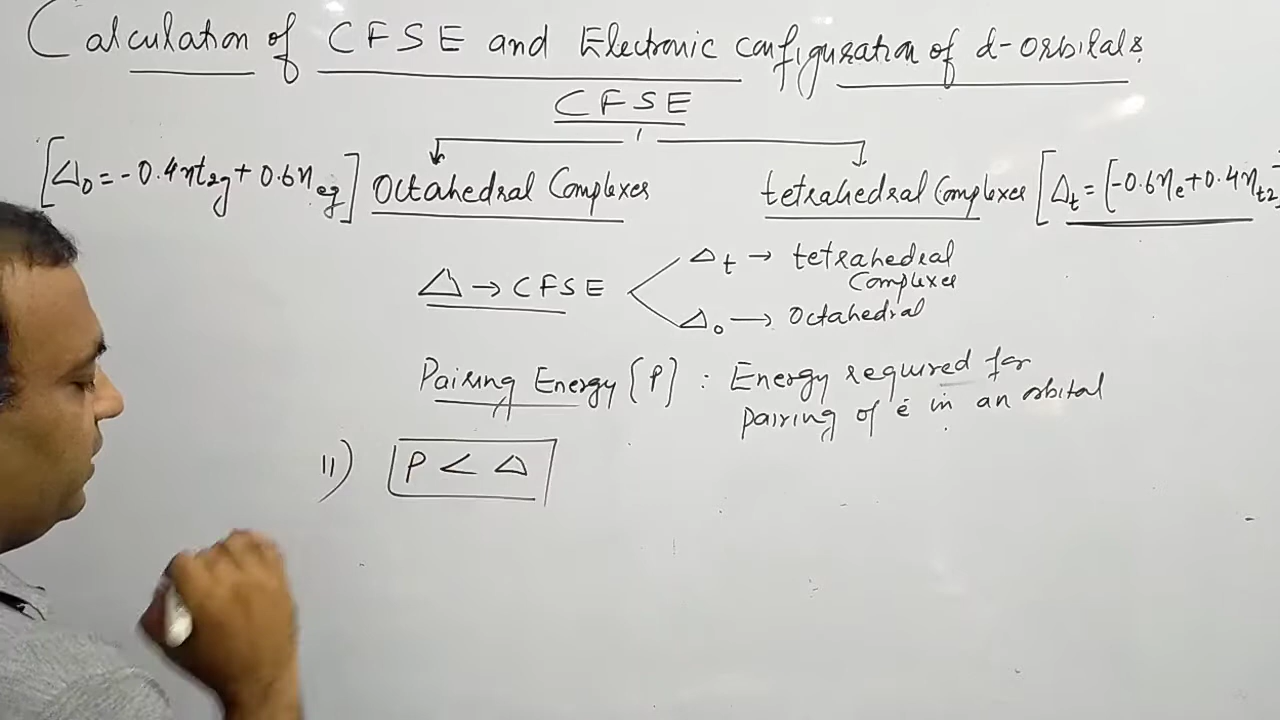 Calculation of CFSE and Electronic configuration of d-orbitals.
CFSE
[Δo = -0.4nt2g + 0.6neg] Octahedral Complexes
tetrahedral Complexes [Δt = [-0.6ne + 0.4nt2]
Δ → CFSE
Δt → tetrahedral
Complexes
Δo → Octahedral
Pairing Energy [P] : Energy required for
pairing of é in an orbital
11) P < Δ